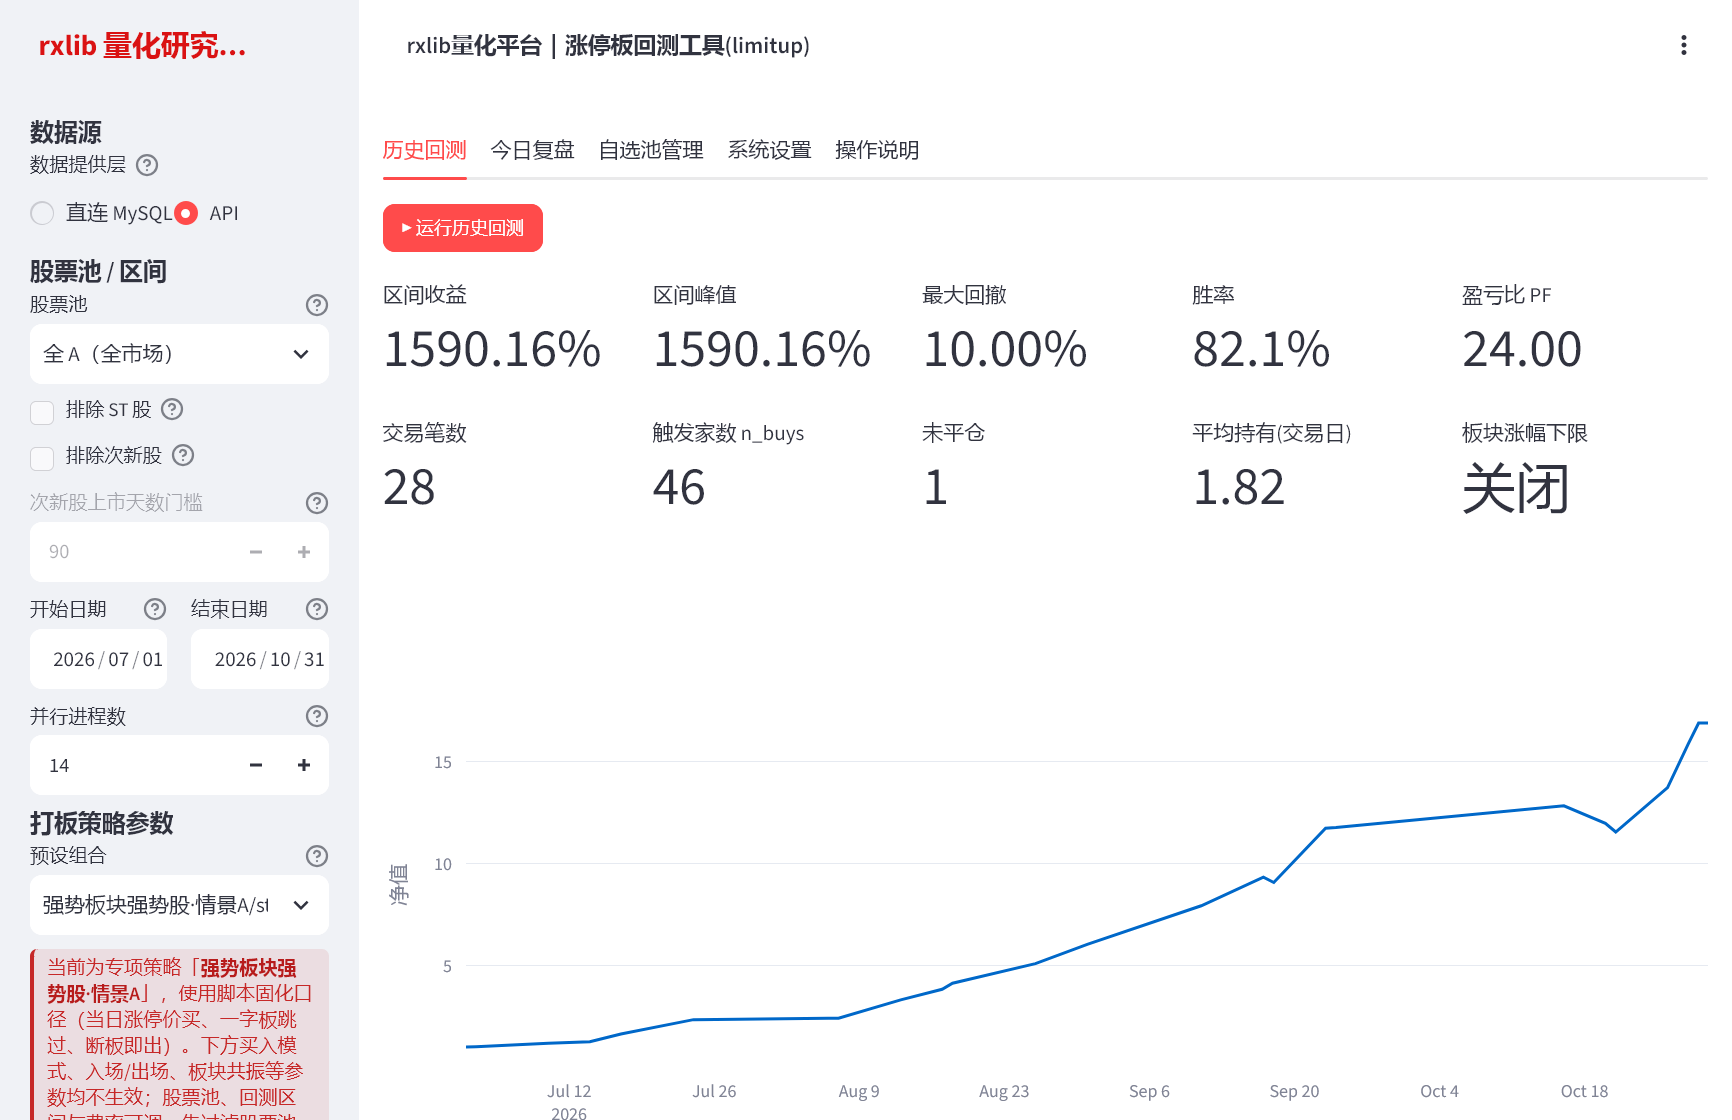 rxlib 量化研究...
数据源
数据提供层
直连 MySQL
API
股票池 / 区间
股票池
全 A（全市场）
排除 ST 股
排除次新股
次新股上市天数门槛
90
开始日期
结束日期
2026/07/01
2026/10/31
并行进程数
14
打板策略参数
预设组合
强势板块强势股·情景A/st
当前为专项策略「强势板块强
势股·情景A」，使用脚本固化口
径（当日涨停价买、一字板跳
过、断板即出）。下方买入模
式、入场/出场、板块共振等参
数均不生效；股票池、回测区
rxlib量化平台 | 涨停板回测工具(limitup)
历史回测
今日复盘
自选池管理
系统设置
操作说明
▶ 运行历史回测
区间收益
区间峰值
最大回撤
胜率
盈亏比 PF
1590.16%
1590.16%
10.00%
82.1%
24.00
交易笔数
触发家数 n_buys
未平仓
平均持有(交易日)
板块涨幅下限
28
46
1
1.82
关闭
净值
15
10
5
Jul 12
2026
Jul 26
Aug 9
Aug 23
Sep 6
Sep 20
Oct 4
Oct 18